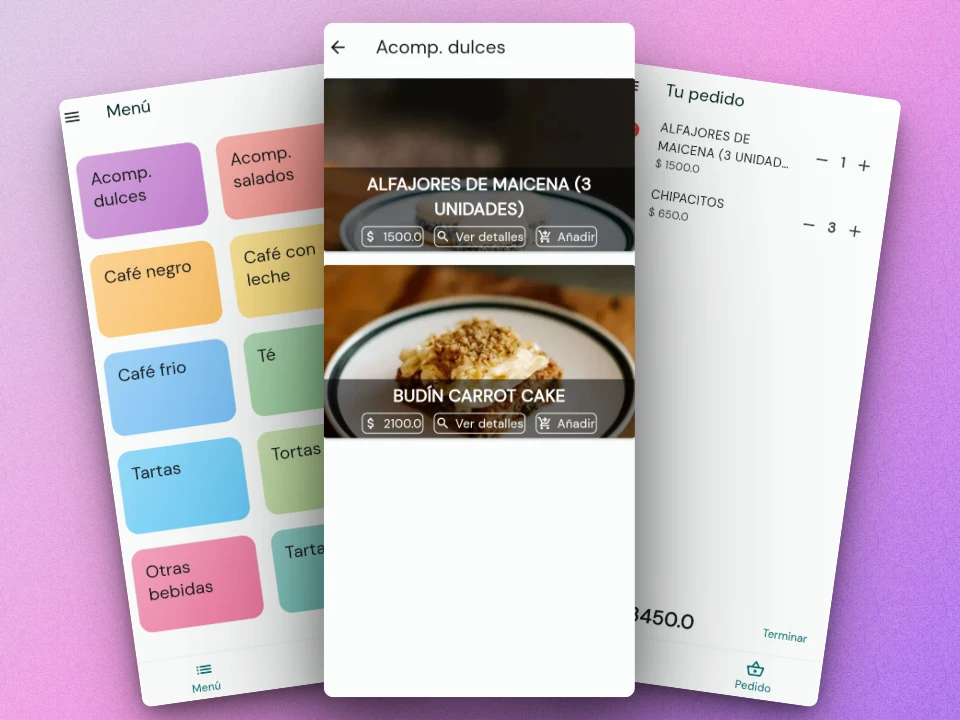 Menú
Acomp.
dulces
Acomp.
salados
Café negro
Café con
leche
Café frio
Té
Tartas
Tortas
Otras
bebidas
Tarta
Menú
Acomp. dulces
ALFAJORES DE MAICENA (3
UNIDADES)
$ 1500.0 Ver detalles Añadir
BUDÍN CARROT CAKE
$ 2100.0 Ver detalles Añadir
Tu pedido
ALFAJORES DE
MAICENA (3 UNIDAD...
$ 1500.0
− 1 +
CHIPACITOS
$ 650.0
− 3 +
3450.0
Terminar
Pedido